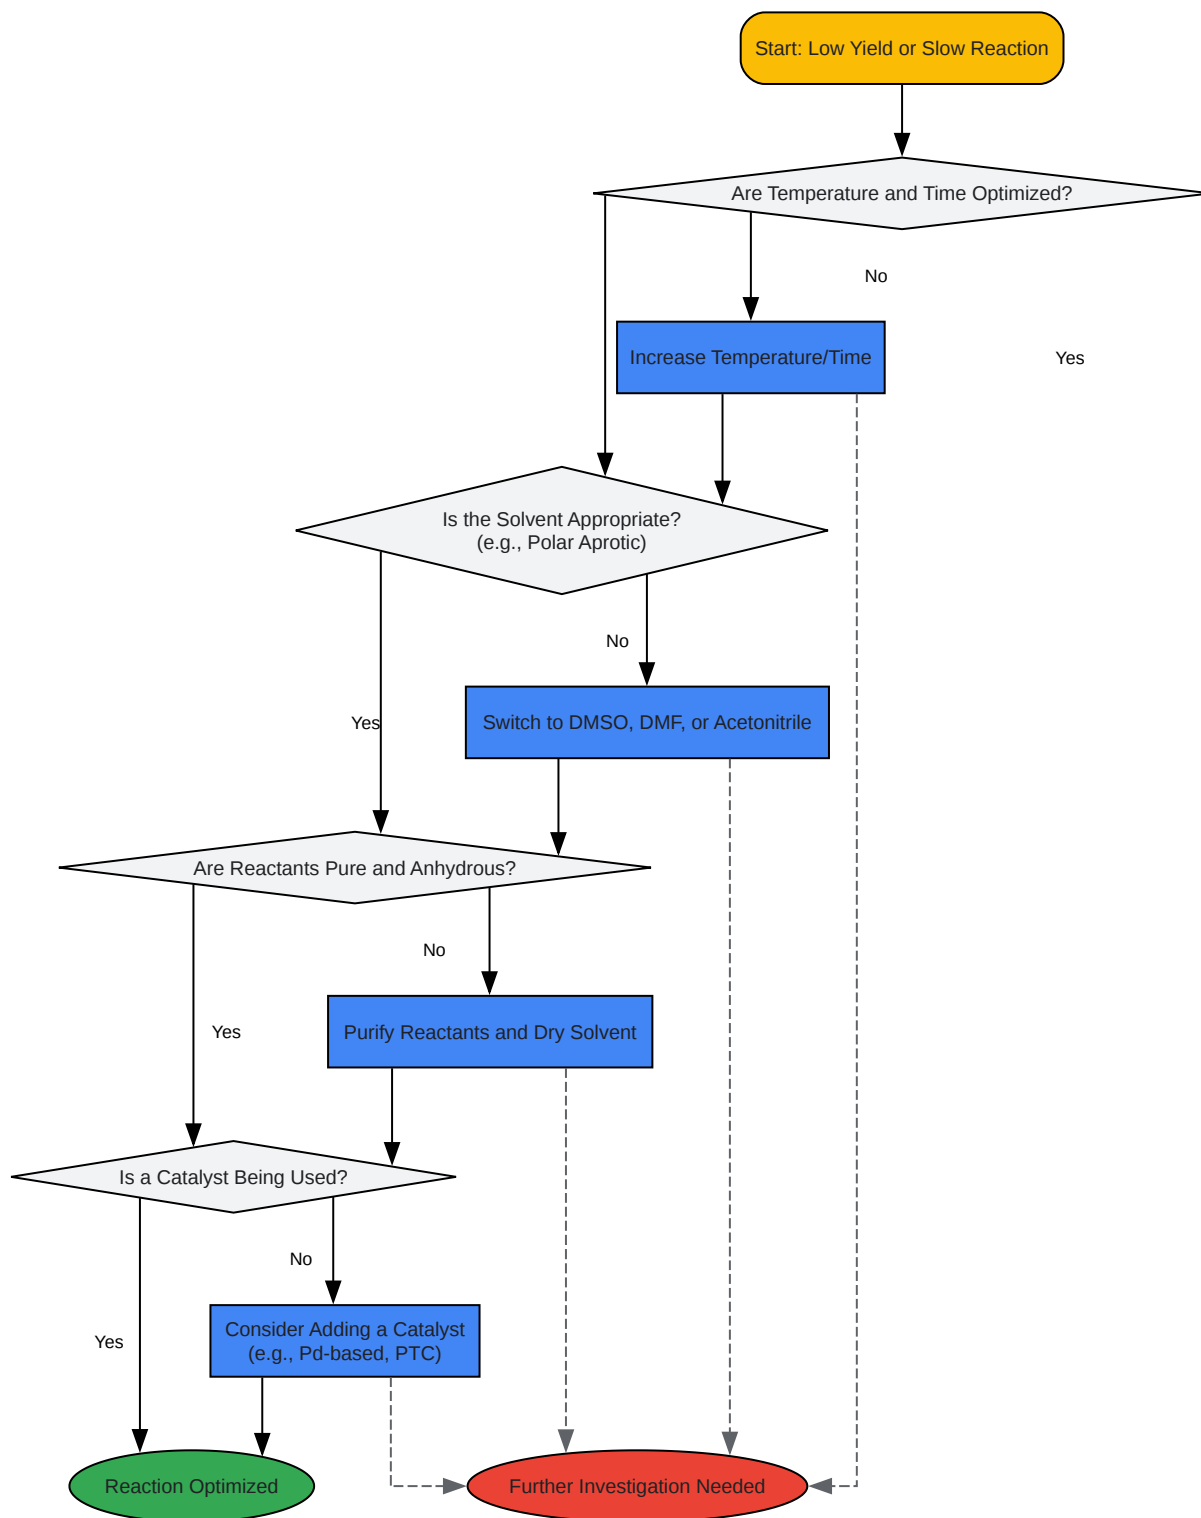 Start: Low Yield or Slow Reaction
Are Temperature and Time Optimized?
No
Increase Temperature/Time
Yes
Is the Solvent Appropriate?
(e.g., Polar Aprotic)
No
Yes
Switch to DMSO, DMF, or Acetonitrile
Are Reactants Pure and Anhydrous?
No
Yes
Purify Reactants and Dry Solvent
Is a Catalyst Being Used?
No
Yes
Consider Adding a Catalyst
(e.g., Pd-based, PTC)
Reaction Optimized
Further Investigation Needed